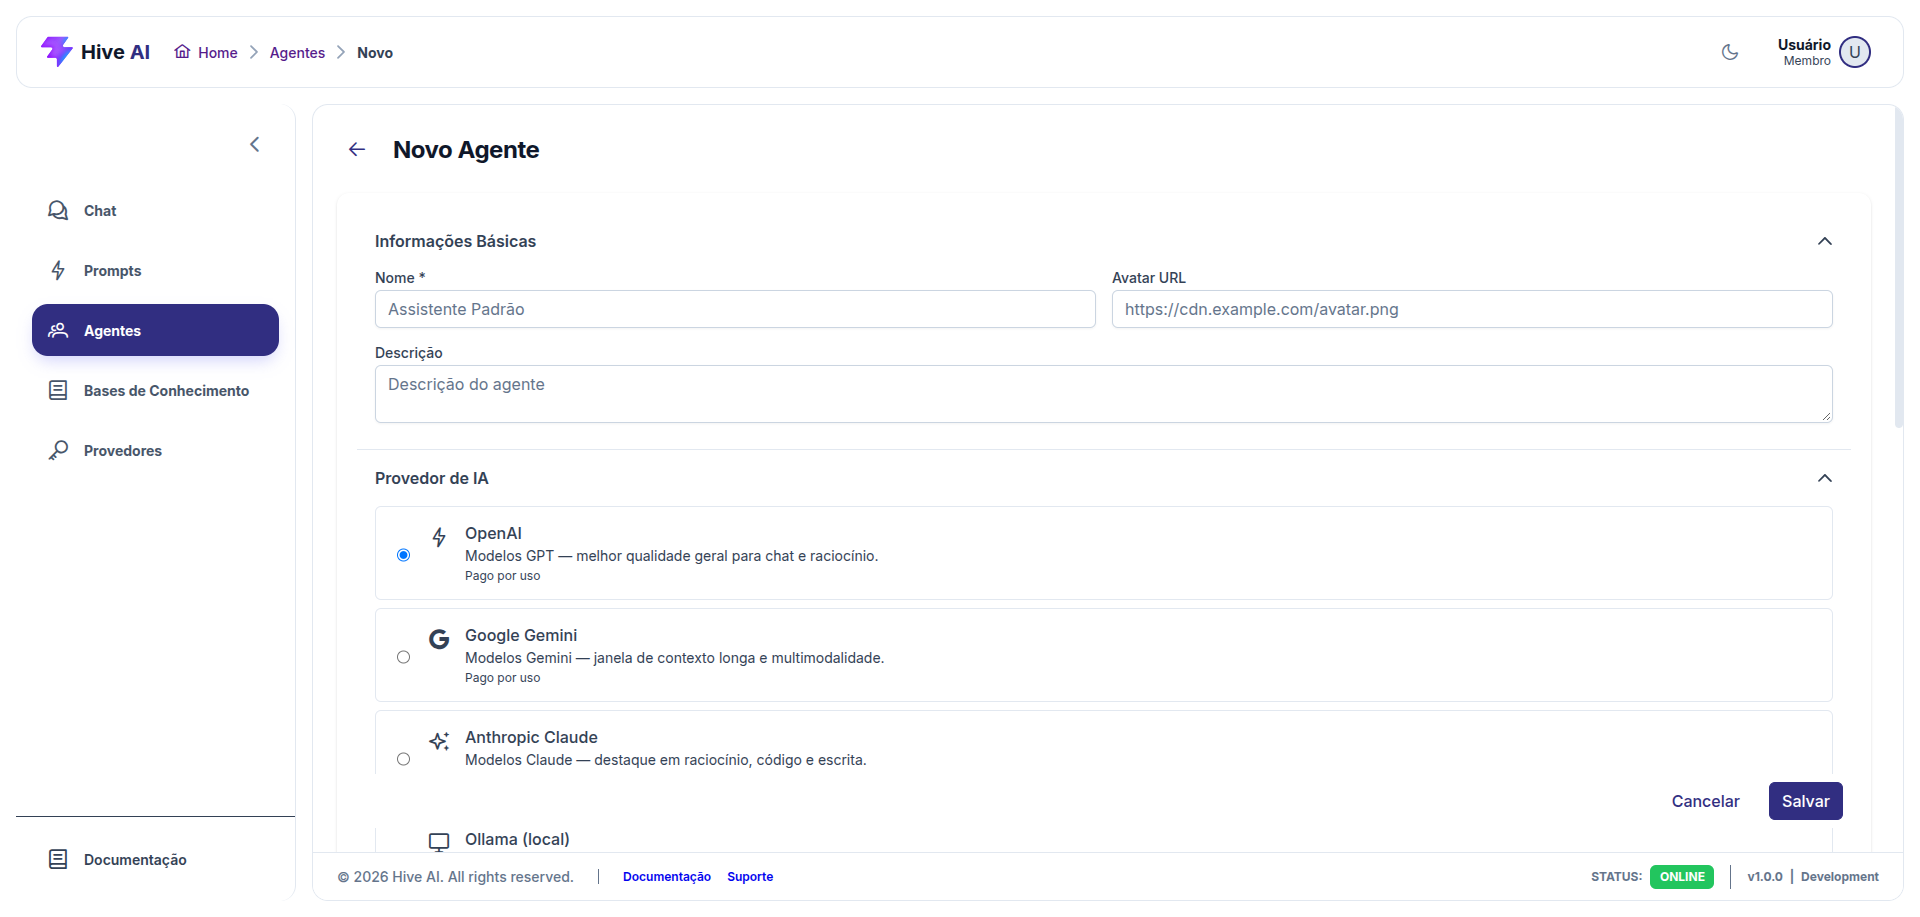 Hive AI
Home
Agentes
Novo
Usuário
Membro
U
Chat
Prompts
Agentes
Bases de Conhecimento
Provedores
Documentação
Novo Agente
Informações Básicas
Nome *
Avatar URL
Assistente Padrão
https://cdn.example.com/avatar.png
Descrição
Descrição do agente
Provedor de IA
OpenAI
Modelos GPT — melhor qualidade geral para chat e raciocínio.
Pago por uso
Google Gemini
Modelos Gemini — janela de contexto longa e multimodalidade.
Pago por uso
Anthropic Claude
Modelos Claude — destaque em raciocínio, código e escrita.
Cancelar
Salvar
Ollama (local)
© 2026 Hive AI. All rights reserved.
Documentação
Suporte
STATUS: ONLINE
v1.0.0 | Development